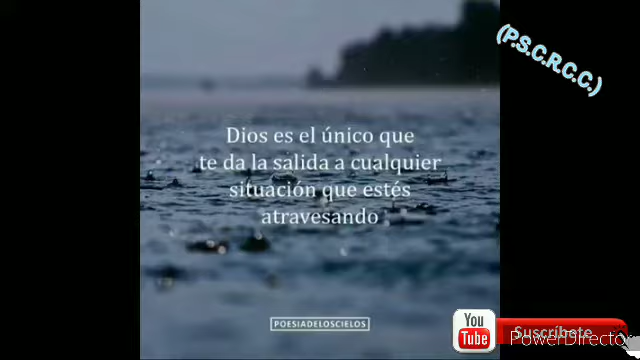 (P.S.C.R.C.C.)
Dios es el único que
te da la salida a cualquier
situación que estés
atravesando
POESIADELOSCIELOS
You
Tube
Suscríbete
PowerDirector